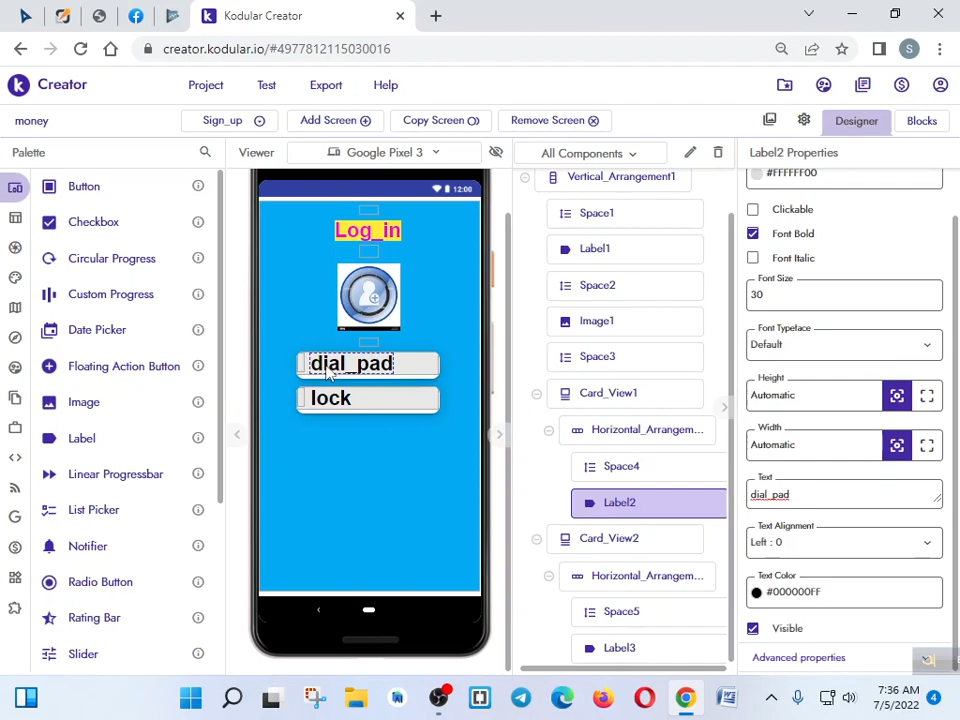 Kodular Creator
creator.kodular.io/#4977812115030016
S
Creator
Project
Test
Export
Help
money
Sign_up
Add Screen
Copy Screen
Remove Screen
Designer
Blocks
Palette
Viewer
Google Pixel 3
All Components
Label2 Properties
Button
Checkbox
Circular Progress
Custom Progress
Date Picker
Floating Action Button
Image
Label
Linear Progressbar
List Picker
Notifier
Radio Button
Rating Bar
Slider
12:00
Log_in
dial_pad
lock
Vertical_Arrangement1
Space1
Label1
Space2
Image1
Space3
Card_View1
Horizontal_Arrangem...
Space4
Label2
Card_View2
Horizontal_Arrangem...
Space5
Label3
#FFFFFF00
Clickable
Font Bold
Font Italic
Font Size
30
Font Typeface
Default
Height
Automatic
Width
Automatic
Text
dial_pad
Text Alignment
Left : 0
Text Color
#000000FF
Visible
Advanced properties
7:36 AM
7/5/2022
4